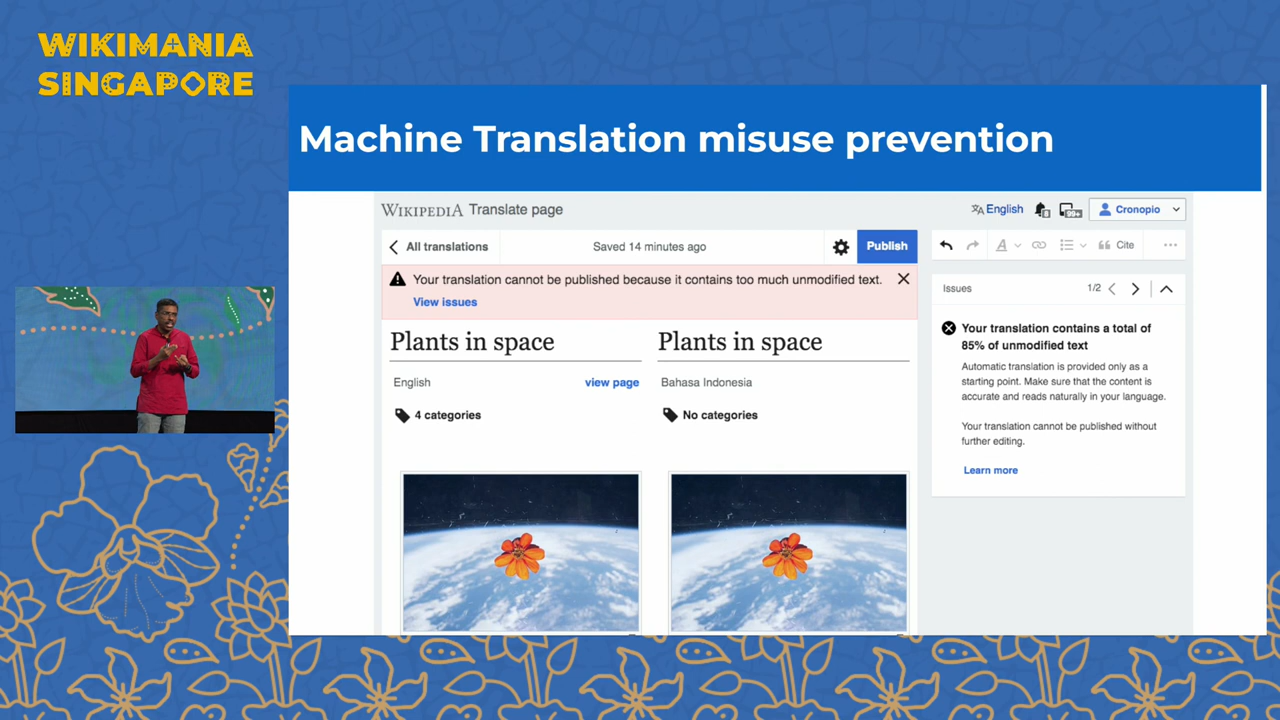 WIKIMANIA
SINGAPORE
Machine Translation misuse prevention
WIKIPEDIA Translate page
English
99+
Cronopio
All translations
Saved 14 minutes ago
Publish
Cite
Your translation cannot be published because it contains too much unmodified text.
View issues
Issues
1/2
Your translation contains a total of
85% of unmodified text
Automatic translation is provided only as a
starting point. Make sure that the content is
accurate and reads naturally in your language.
Your translation cannot be published without
further editing.
Learn more
Plants in space
English
view page
4 categories
Plants in space
Bahasa Indonesia
No categories